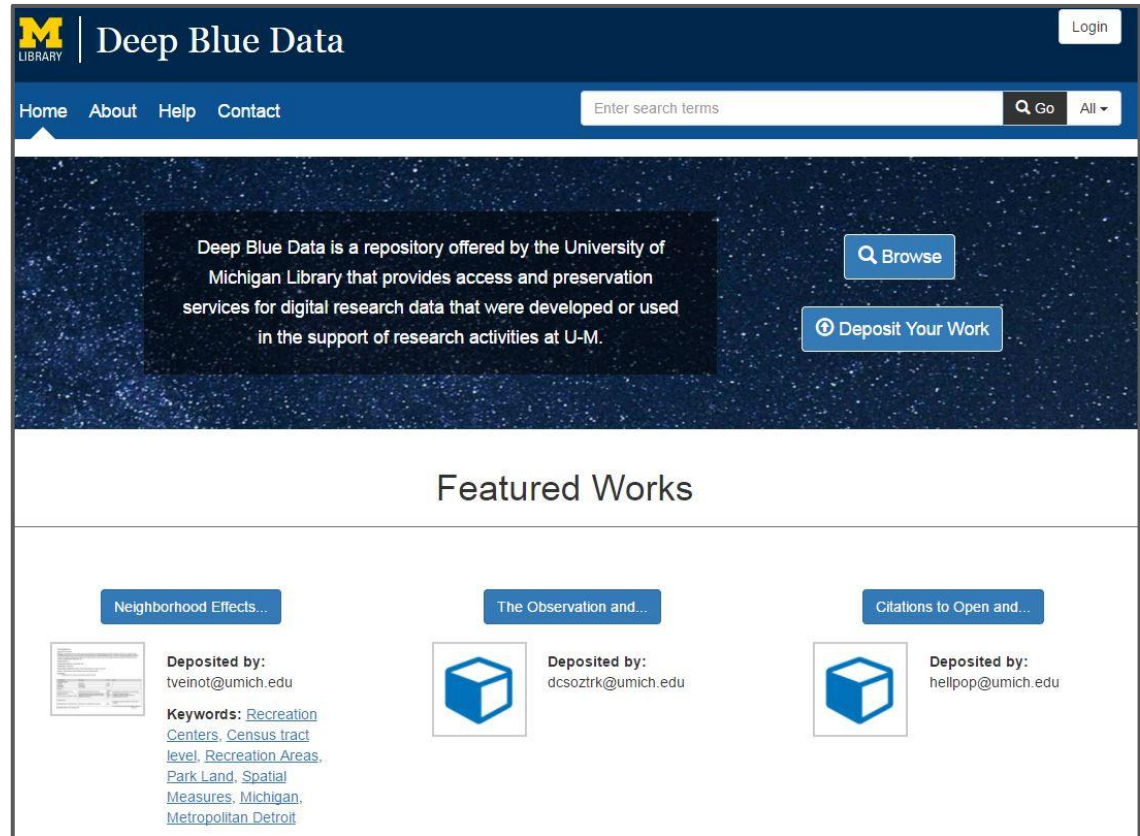 M
LIBRARY
Deep Blue Data
Login
Home About Help Contact
Enter search terms
Go
All
Deep Blue Data is a repository offered by the University of
Michigan Library that provides access and preservation
services for digital research data that were developed or used
in the support of research activities at U-M.
Browse
Deposit Your Work
Featured Works
Neighborhood Effects...
Deposited by:
tveinot@umich.edu
Keywords: Recreation
Centers, Census tract
level, Recreation Areas,
Park Land, Spatial
Measures, Michigan,
Metropolitan Detroit
The Observation and...
Deposited by:
dcsoztrk@umich.edu
Citations to Open and...
Deposited by:
hellpop@umich.edu